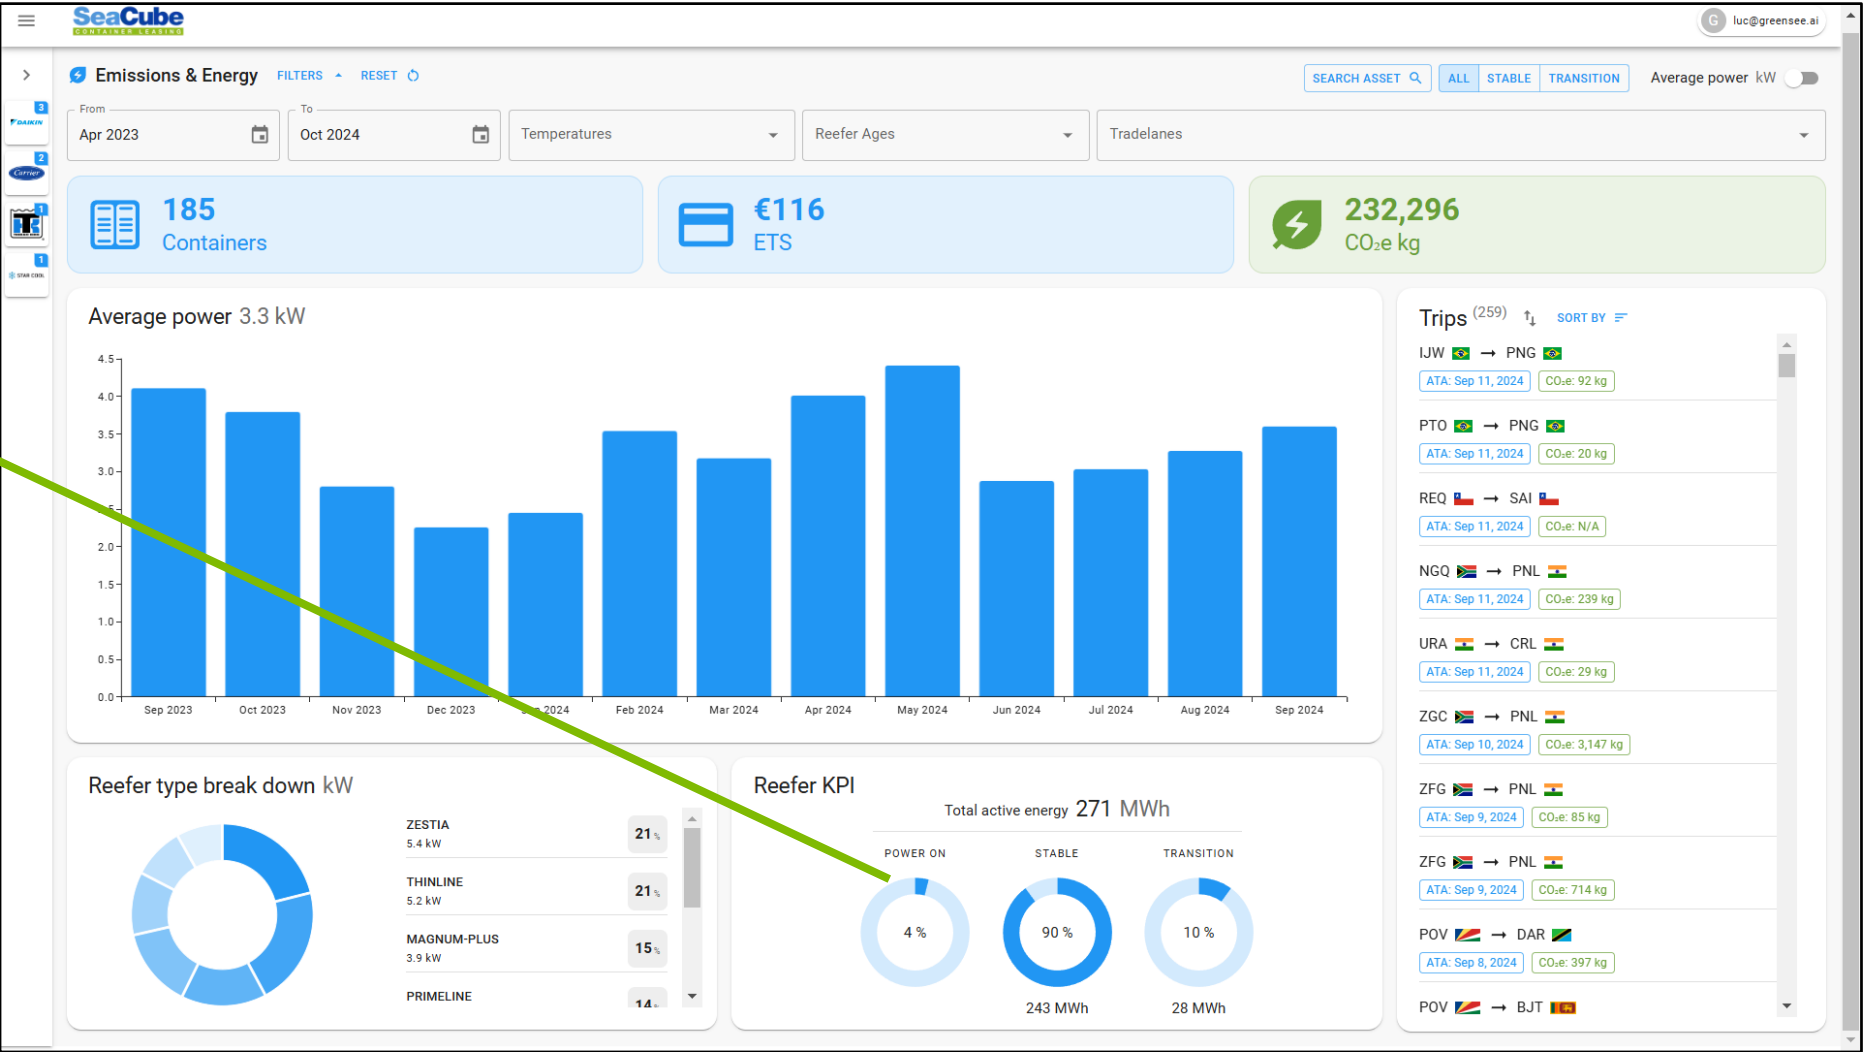 SeaCube
CONTAINER LEASING
G luc@greensee.ai
Emissions & Energy FILTERS RESET
SEARCH ASSET ALL STABLE TRANSITION Average power kW
From
Apr 2023
To
Oct 2024
Temperatures
Reefer Ages
Tradelanes
3
DAIKIN
2
Carrier
1
TK
1
STAR COOL
185
Containers
€116
ETS
232,296
CO₂e kg
Average power 3.3 kW
4.5
4.0
3.5
3.0
2.0
1.5
1.0
0.5
0.0
Sep 2023
Oct 2023
Nov 2023
Dec 2023
2024
Feb 2024
Mar 2024
Apr 2024
May 2024
Jun 2024
Jul 2024
Aug 2024
Sep 2024
Trips (259) SORT BY
IJW → PNG
ATA: Sep 11, 2024 CO₂e: 92 kg
PTO → PNG
ATA: Sep 11, 2024 CO₂e: 20 kg
REQ → SAI
ATA: Sep 11, 2024 CO₂e: N/A
NGQ → PNL
ATA: Sep 11, 2024 CO₂e: 239 kg
URA → CRL
ATA: Sep 11, 2024 CO₂e: 29 kg
ZGC → PNL
ATA: Sep 10, 2024 CO₂e: 3,147 kg
ZFG → PNL
ATA: Sep 9, 2024 CO₂e: 85 kg
ZFG → PNL
ATA: Sep 9, 2024 CO₂e: 714 kg
POV → DAR
ATA: Sep 8, 2024 CO₂e: 397 kg
POV → BJT
Reefer type break down kW
ZESTIA
5.4 kW
21 %
THINLINE
5.2 kW
21 %
MAGNUM-PLUS
3.9 kW
15 %
PRIMELINE
14
Reefer KPI
Total active energy 271 MWh
POWER ON
4 %
STABLE
90 %
243 MWh
TRANSITION
10 %
28 MWh